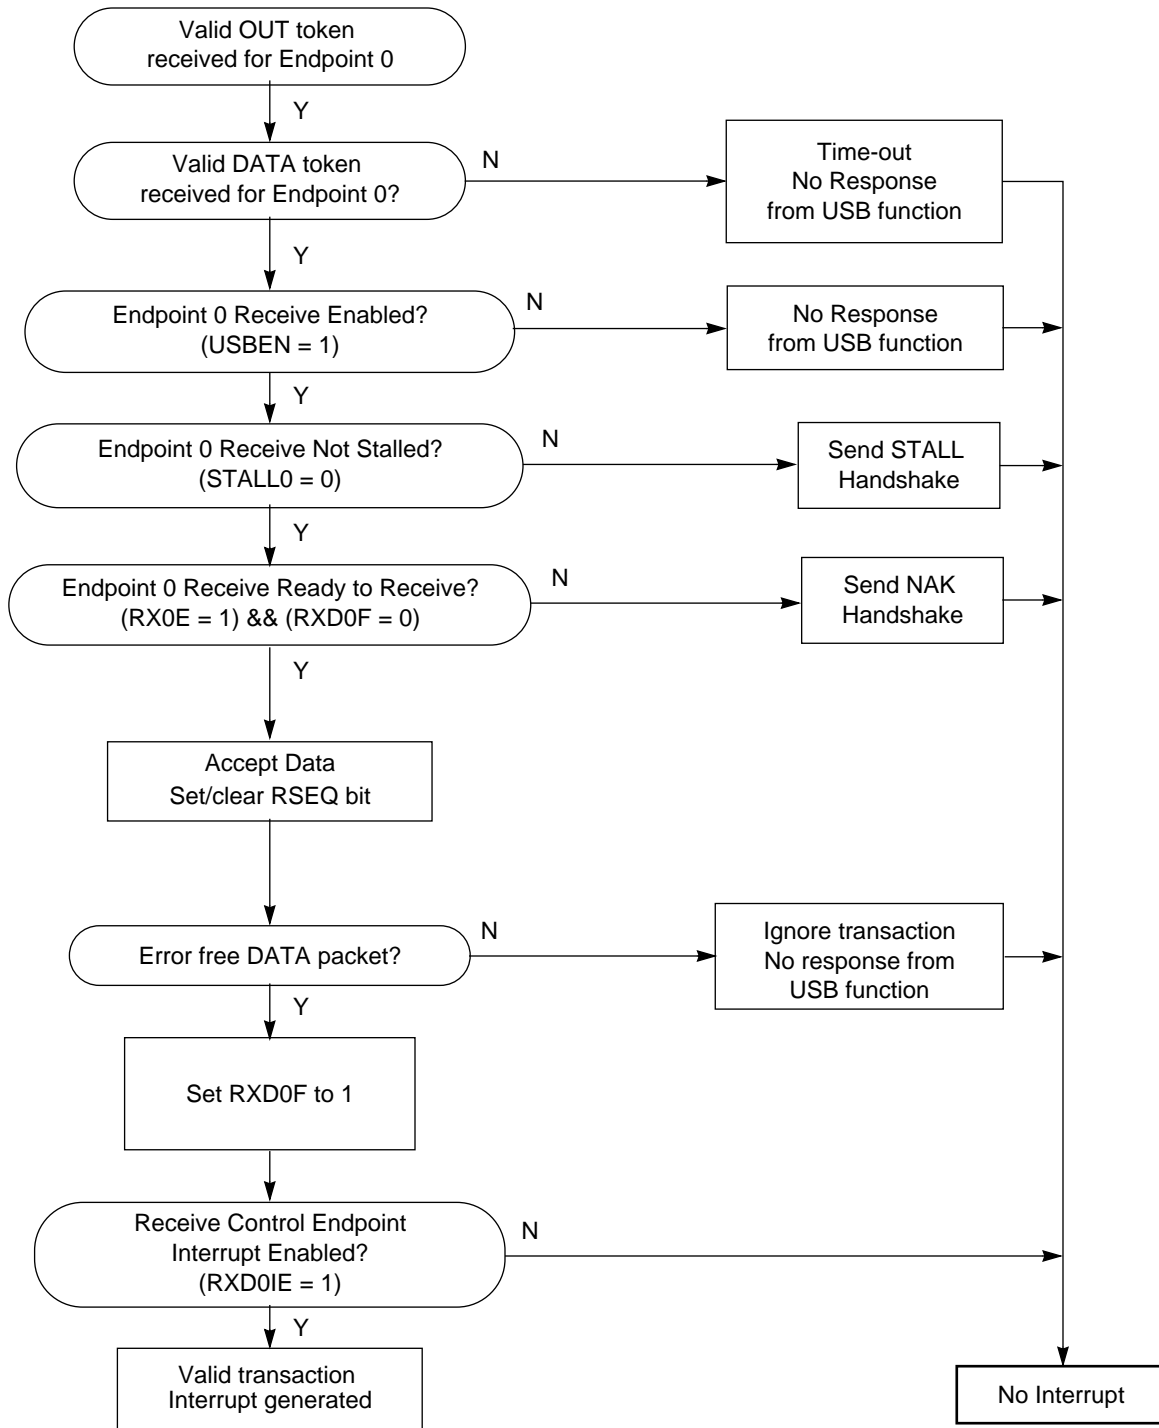 Valid OUT token
received for Endpoint 0
Y
Valid DATA token
received for Endpoint 0?
N
Time-out
No Response
from USB function
Y
Endpoint 0 Receive Enabled?
(USBEN = 1)
N
No Response
from USB function
Y
Endpoint 0 Receive Not Stalled?
(STALL0 = 0)
N
Send STALL
Handshake
Y
Endpoint 0 Receive Ready to Receive?
(RX0E = 1) && (RXD0F = 0)
N
Send NAK
Handshake
Y
Accept Data
Set/clear RSEQ bit
Error free DATA packet?
N
Ignore transaction
No response from
USB function
Y
Set RXD0F to 1
Receive Control Endpoint
Interrupt Enabled?
(RXD0IE = 1)
N
Y
Valid transaction
Interrupt generated
No Interrupt